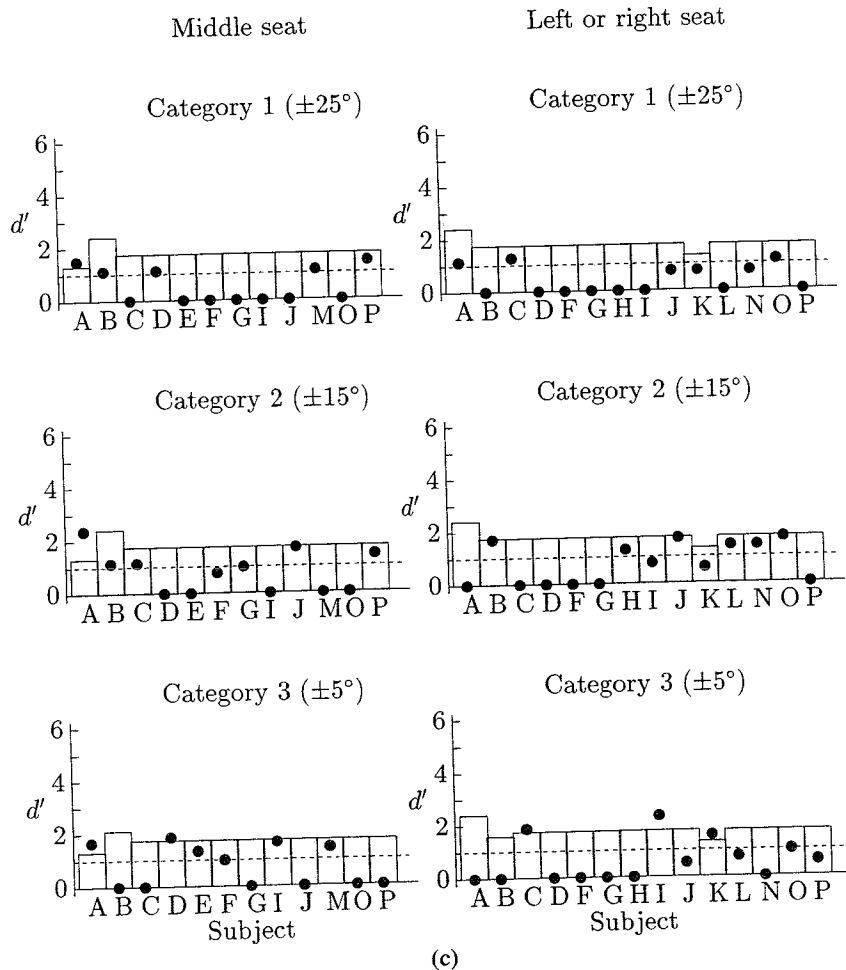 Middle seat
Left or right seat
Category 1 (±25°)
6
4
d′
2
0
A B C D E F G I J M O P
Category 1 (±25°)
6
4
d′
2
0
A B C D F G H I J K L N O P
Category 2 (±15°)
6
4
d′
2
0
A B C D E F G I J M O P
Category 2 (±15°)
6
4
d′
2
0
A B C D F G H I J K L N O P
Category 3 (±5°)
6
4
d′
2
0
A B C D E F G I J M O P
Subject
Category 3 (±5°)
6
4
d′
2
0
A B C D F G H I J K L N O P
Subject
(c)